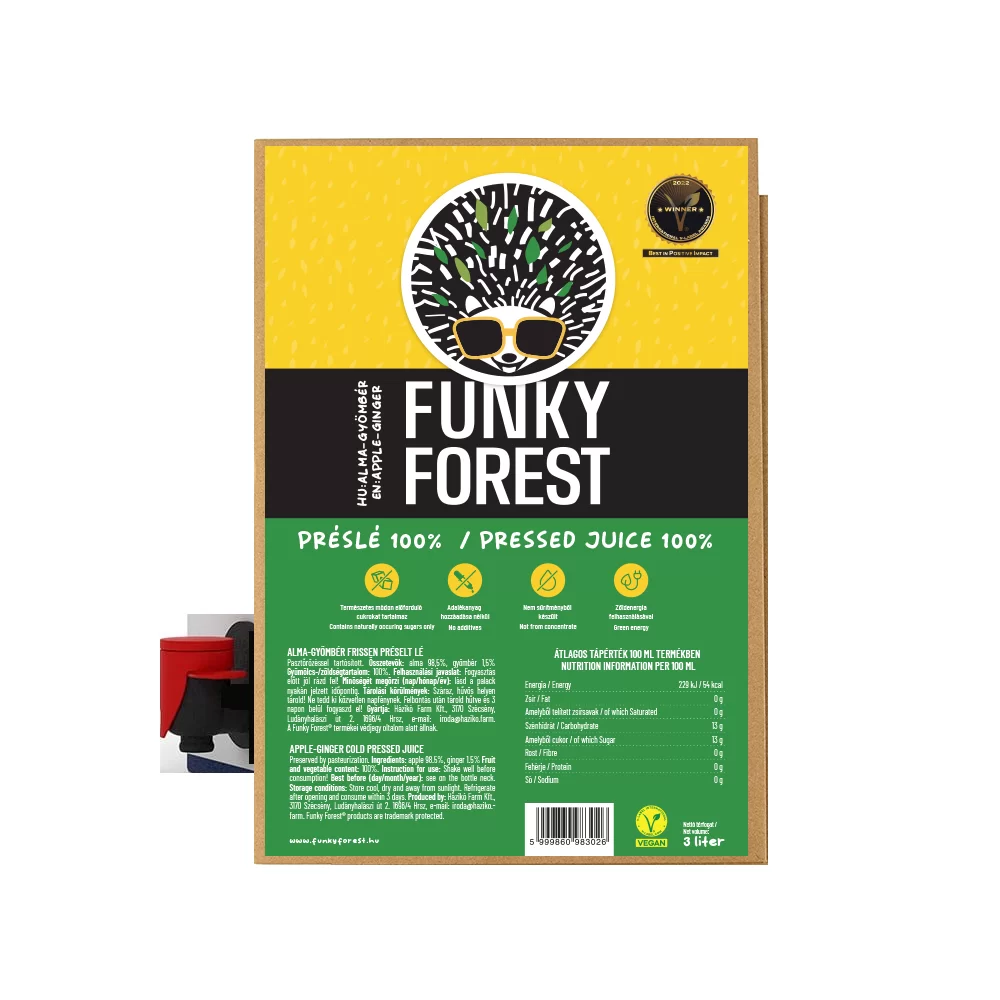 2022
WINNER
INTERNATIONAL V-LABEL AWARDS
BEST IN POSITIVE IMPACT
HU:ALMA-GYÖMBÉR
EN:APPLE-GINGER
FUNKY
FOREST
PRÉSLÉ 100% / PRESSED JUICE 100%
Természetes módon előforduló
cukrokat tartalmaz
Contains naturally occuring sugars only
Adalékanyag
hozzáadása nélkül
No additives
Nem sűrítményből
készült
Not from concentrate
Zöldenergia
felhasználásával
Green energy
ALMA-GYÖMBÉR FRISSEN PRÉSELT LÉ
Pasztőrözéssel tartósított. Összetevők: alma 98,5%, gyömbér 1,5%
Gyümölcs-/zöldségtartalom: 100%. Felhasználási javaslat: Fogyasztás
előtt jól rázd fel! Minőségét megőrzi (nap/hónap/év): lásd a palack
nyakán jelzett időpontig. Tárolási körülmények: Száraz, hűvös helyen
tárold! Ne tedd ki közvetlen napfénynek. Felbontás után tárold hűtve és 3
napon belül fogyaszd el! Gyártja: Házikó Farm Kft., 3170 Szécsény,
Ludányhalászi út 2. 1698/4 Hrsz, e-mail: iroda@haziko.farm.
A Funky Forest® termékei védjegy oltalom alatt állnak.
APPLE-GINGER COLD PRESSED JUICE
Preserved by pasteurization. Ingredients: apple 98,5%, ginger 1,5% Fruit
and vegetable content: 100%. Instruction for use: Shake well before
consumption! Best before (day/month/year): see on the bottle neck.
Storage conditions: Store cool, dry and away from sunlight. Refrigerate
after opening and consume within 3 days. Produced by: Házikó Farm Kft.,
3170 Szécsény, Ludányhalászi út 2. 1698/4 Hrsz, e-mail: iroda@haziko.-
farm. Funky Forest® products are trademark protected.
www.funkyforest.hu
ÁTLAGOS TÁPÉRTÉK 100 ML TERMÉKBEN
NUTRITION INFORMATION PER 100 ML
Energia / Energy 229 kJ / 54 kcal
Zsír / Fat 0 g
Amelyből telített zsírsavak / of which Saturated 0 g
Szénhidrát / Carbohydrate 13 g
Amelyből cukor / of which Sugar 13 g
Rost / Fibre 0 g
Fehérje / Protein 0 g
Só / Sodium 0 g
5 999860 983026
VEGAN
Nettó térfogat /
Net volume:
3 liter